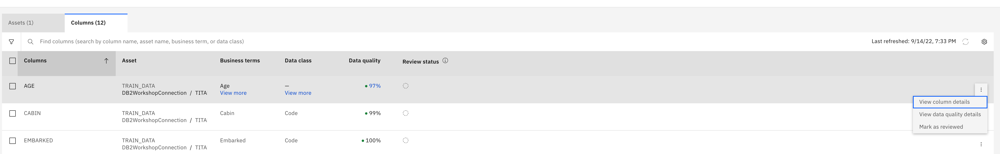 Assets (1)
Columns (12)
Find columns (search by column name, asset name, business term, or data class)
Last refreshed: 9/14/22, 7:33 PM
Columns
Asset
Business terms
Data class
Data quality
Review status
AGE
TRAIN_DATA
DB2WorkshopConnection / TITA
Age
View more
—
View more
97%
View column details
View data quality details
Mark as reviewed
CABIN
TRAIN_DATA
DB2WorkshopConnection / TITA
Cabin
Code
99%
EMBARKED
TRAIN_DATA
DB2WorkshopConnection / TITA
Embarked
Code
100%